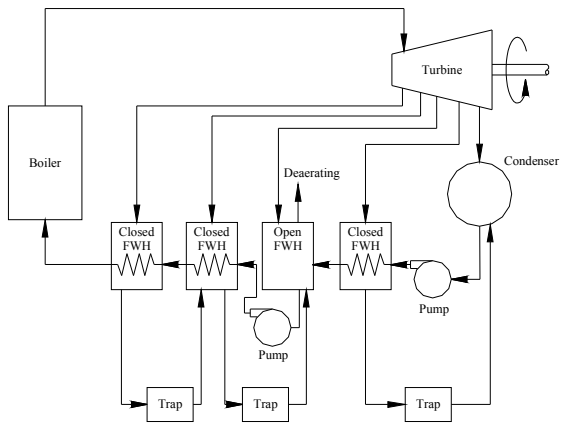 Turbine
Boiler
Condenser
Deaerating
Closed
FWH
Closed
FWH
Open
FWH
Closed
FWH
Pump
Pump
Trap
Trap
Trap